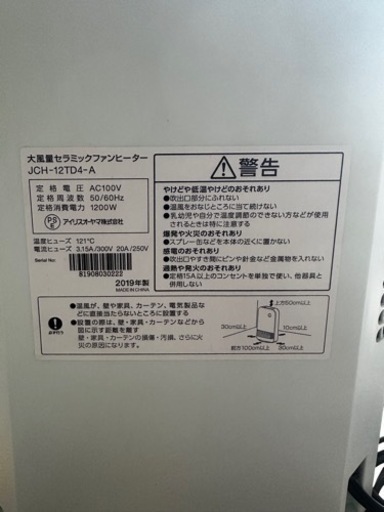 大風量セラミックファンヒーター
JCH-12TD4-A
定格電圧 AC100V
定格周波数 50/60Hz
定格消費電力 1200W
PSE アイリスオーヤマ株式会社
温度ヒューズ 121℃
電流ヒューズ 3.15A/300V 20A/250V
Serial No:
81908030222
2019年製
MADE IN CHINA
警告
やけどや低温やけどのおそれあり
●吹出口部分にふれない
●温風をおなじところに長時間当てない
●乳幼児や自分で温度調節のできない方などが使用
されるときは特に注意する
爆発や火災のおそれあり
●スプレー缶などを本体の近くに置かない
感電のおそれあり
●吹出口やすき間にピンや針金など金属物を入れない
過熱や発火のおそれあり
●定格15A以上のコンセントを単独で使い、他器具と
併用しない
必ず守る
●温風が、壁や家具、カーテン、電気製品な
どに直接当たらないところに設置する
●設置の際は、壁・家具・カーテンなどから図
に示す距離を離す
壁・家具・カーテンの損傷・汚損、さらに火
災の原因になります。
上方50cm以上
30cm以上
10cm以上
前方100cm以上
30cm以上